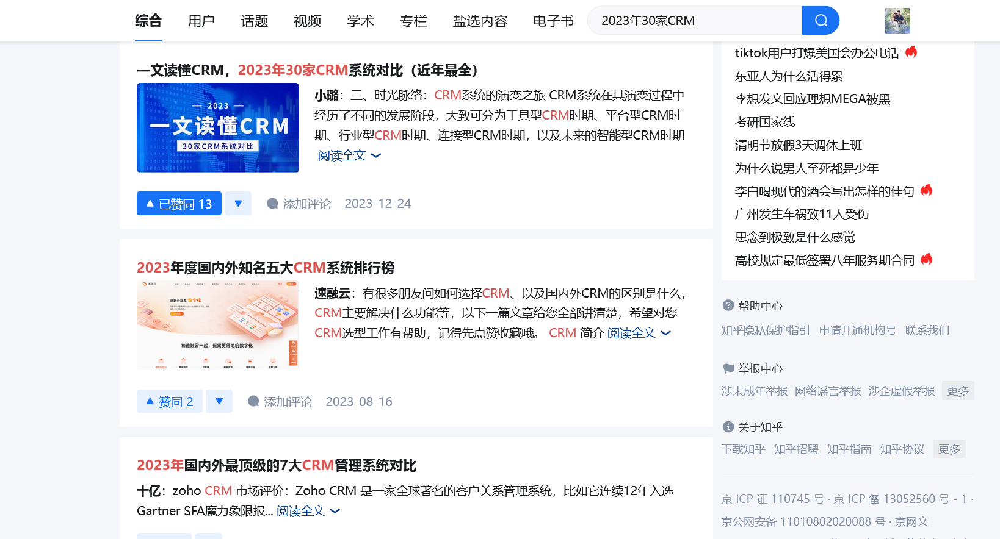 综合 用户 话题 视频 学术 专栏 盐选内容 电子书 2023年30家CRM
一文读懂CRM，2023年30家CRM系统对比（近年最全）
2023
一文读懂CRM
30家CRM系统对比
小璐：三、时光脉络：CRM系统的演变之旅 CRM系统在其演变过程中
经历了不同的发展阶段，大致可分为工具型CRM时期、平台型CRM时
期、行业型CRM时期、连接型CRM时期，以及未来的智能型CRM时期
阅读全文
已赞同 13 添加评论 2023-12-24
2023年度国内外知名五大CRM系统排行榜
速融云
速融云就是 数字化
和速融云一起，探索更落地的数字化
速融云：有很多朋友问如何选择CRM、以及国内外CRM的区别是什么，
CRM主要解决什么功能等，以下一篇文章给您全部讲清楚，希望对您
CRM选型工作有帮助，记得先点赞收藏哦。 CRM 简介 阅读全文
赞同 2 添加评论 2023-08-16
2023年国内外最顶级的7大CRM管理系统对比
十亿：zoho CRM 市场评价：Zoho CRM 是一家全球著名的客户关系管理系统，比如它连续12年入选
Gartner SFA魔力象限报... 阅读全文
tiktok用户打爆美国会办公电话
东亚人为什么活得累
李想发文回应理想MEGA被黑
考研国家线
清明节放假3天调休上班
为什么说男人至死都是少年
李白喝现代的酒会写出怎样的佳句
广州发生车祸致11人受伤
思念到极致是什么感觉
高校规定最低签署八年服务期合同
帮助中心
知乎隐私保护指引 申请开通机构号 联系我们
举报中心
涉未成年举报 网络谣言举报 涉企虚假举报 更多
关于知乎
下载知乎 知乎招聘 知乎指南 知乎协议 更多
京 ICP 证 110745 号 · 京 ICP 备 13052560 号 - 1 ·
京公网安备 11010802020088 号 · 京网文